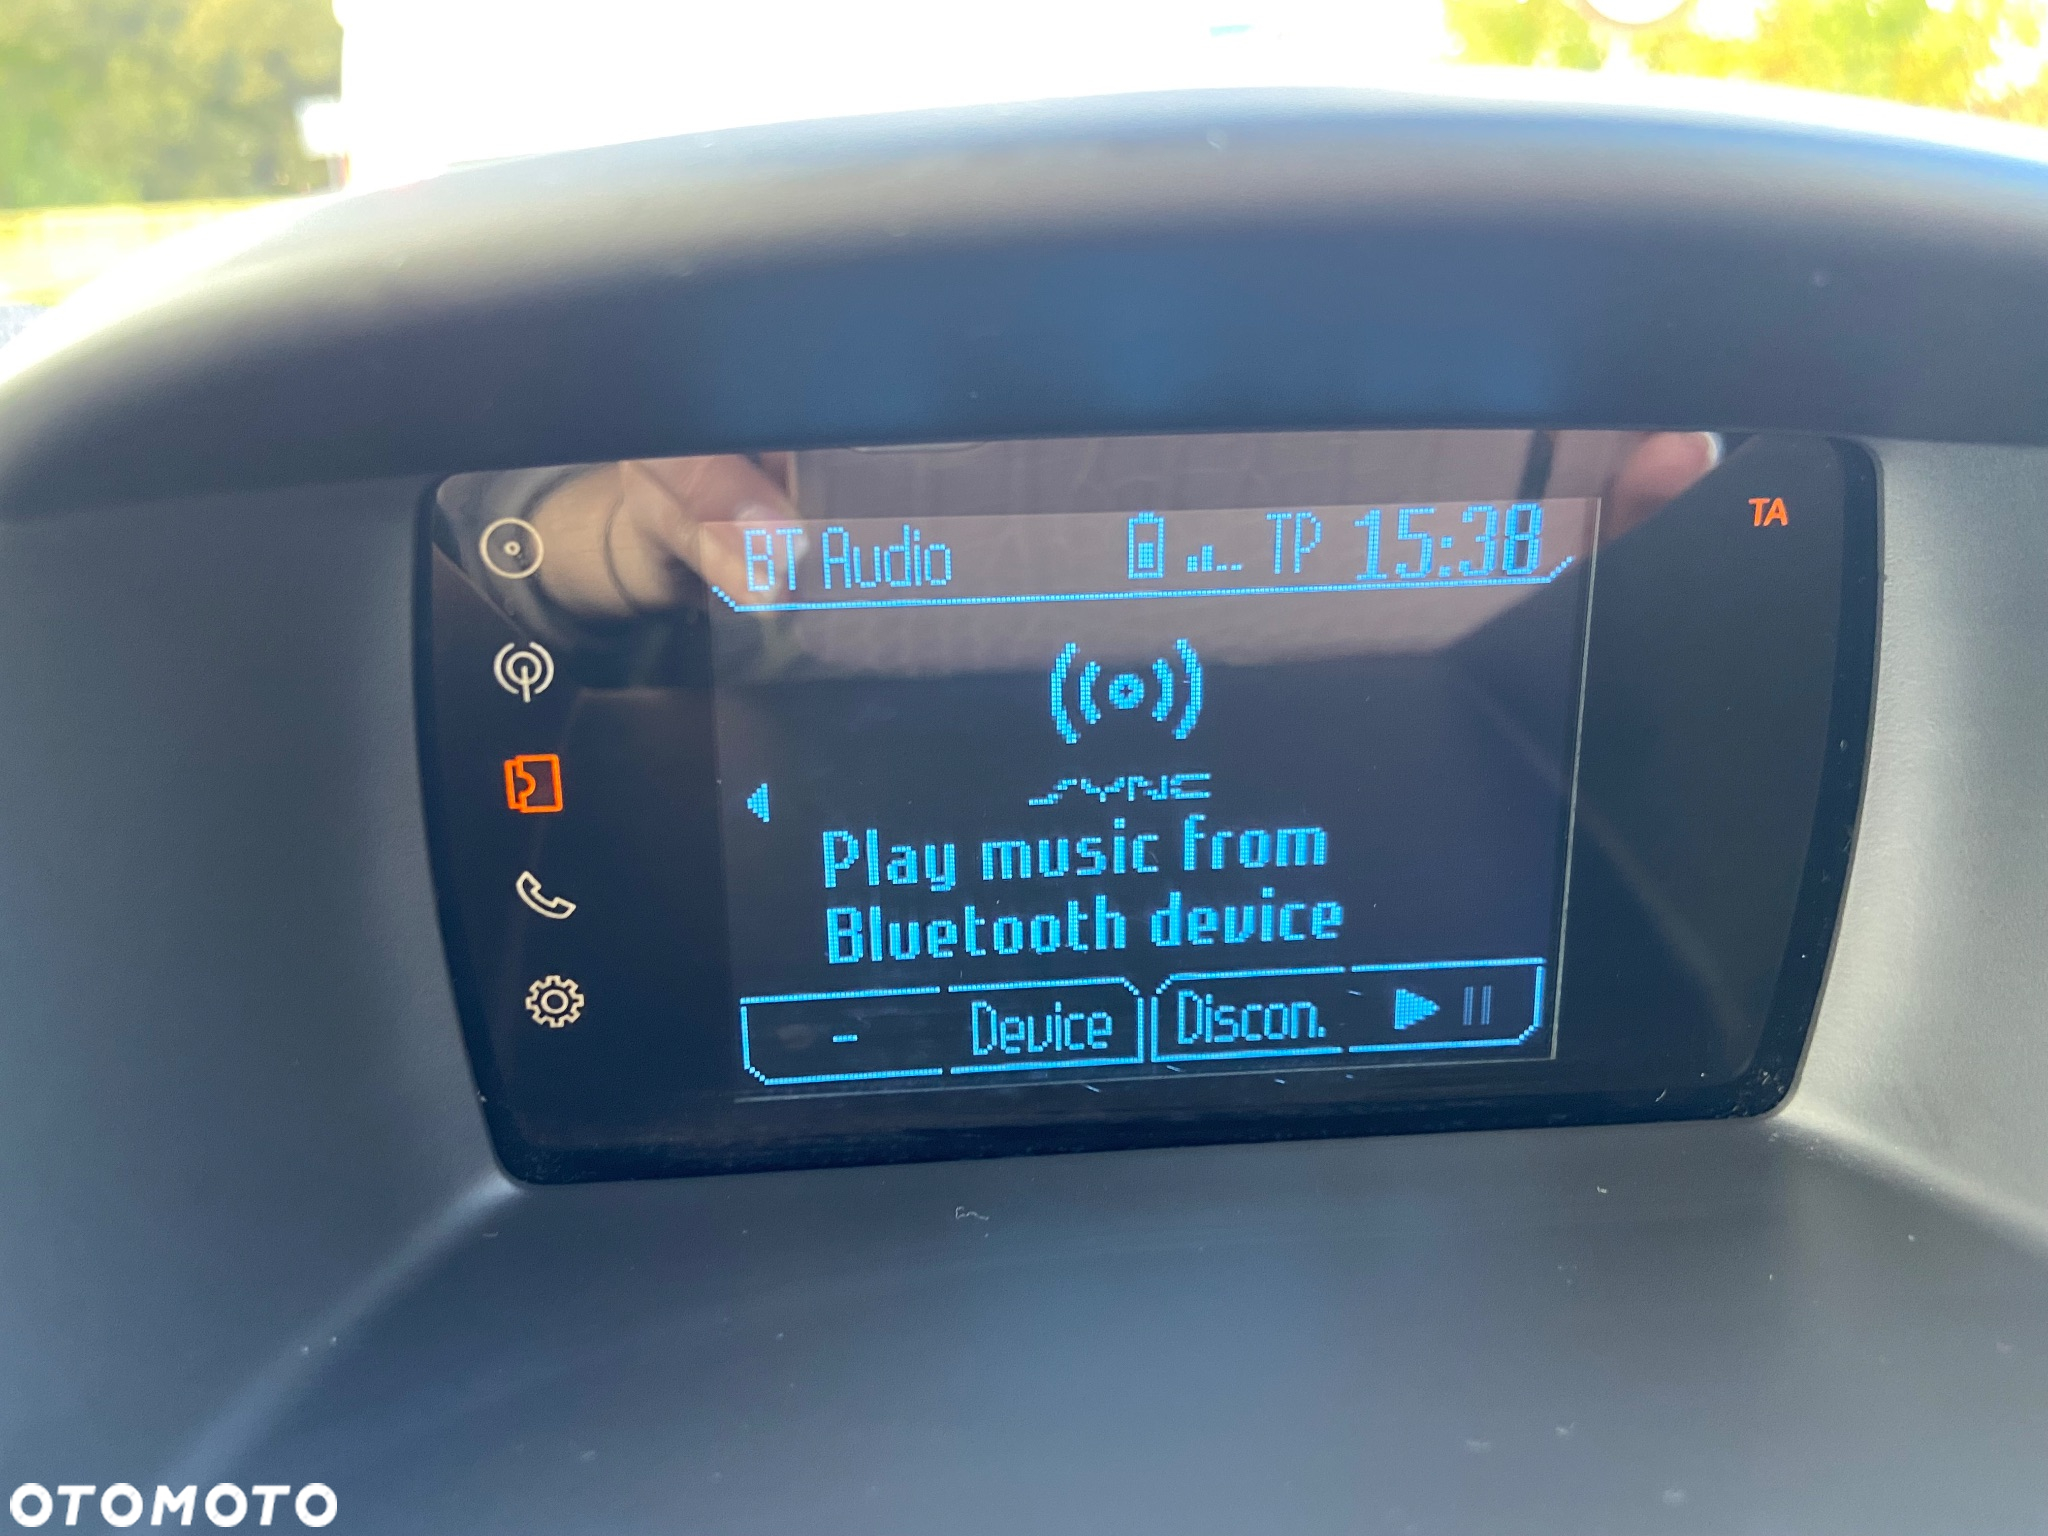 BT Audio TP 15:38
TA
SYNC
Play music from
Bluetooth device
- Device Discon.
OTOMOTO